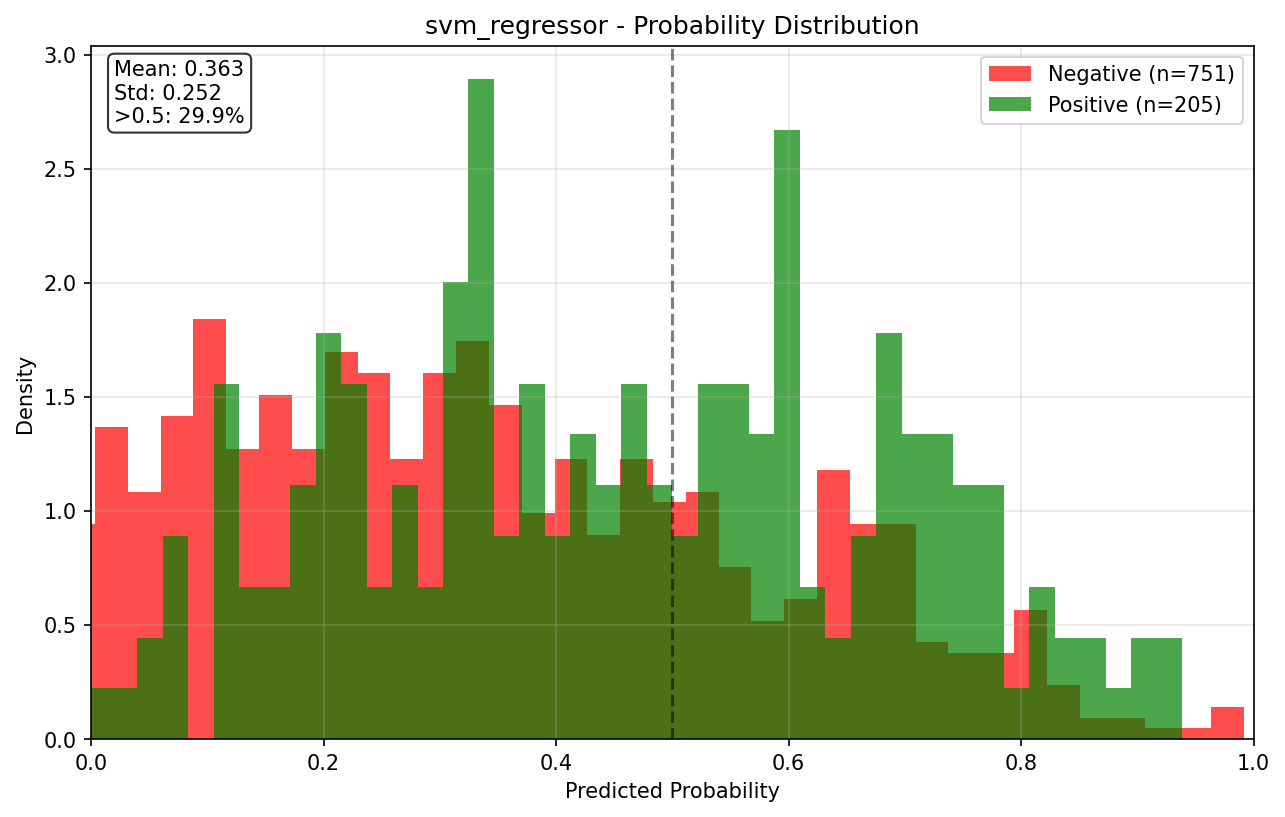 svm_regressor - Probability Distribution
Mean: 0.363
Std: 0.252
>0.5: 29.9%
Negative (n=751)
Positive (n=205)
Density
3.0
2.5
2.0
1.5
1.0
0.5
0.0
0.0 0.2 0.4 0.6 0.8 1.0
Predicted Probability